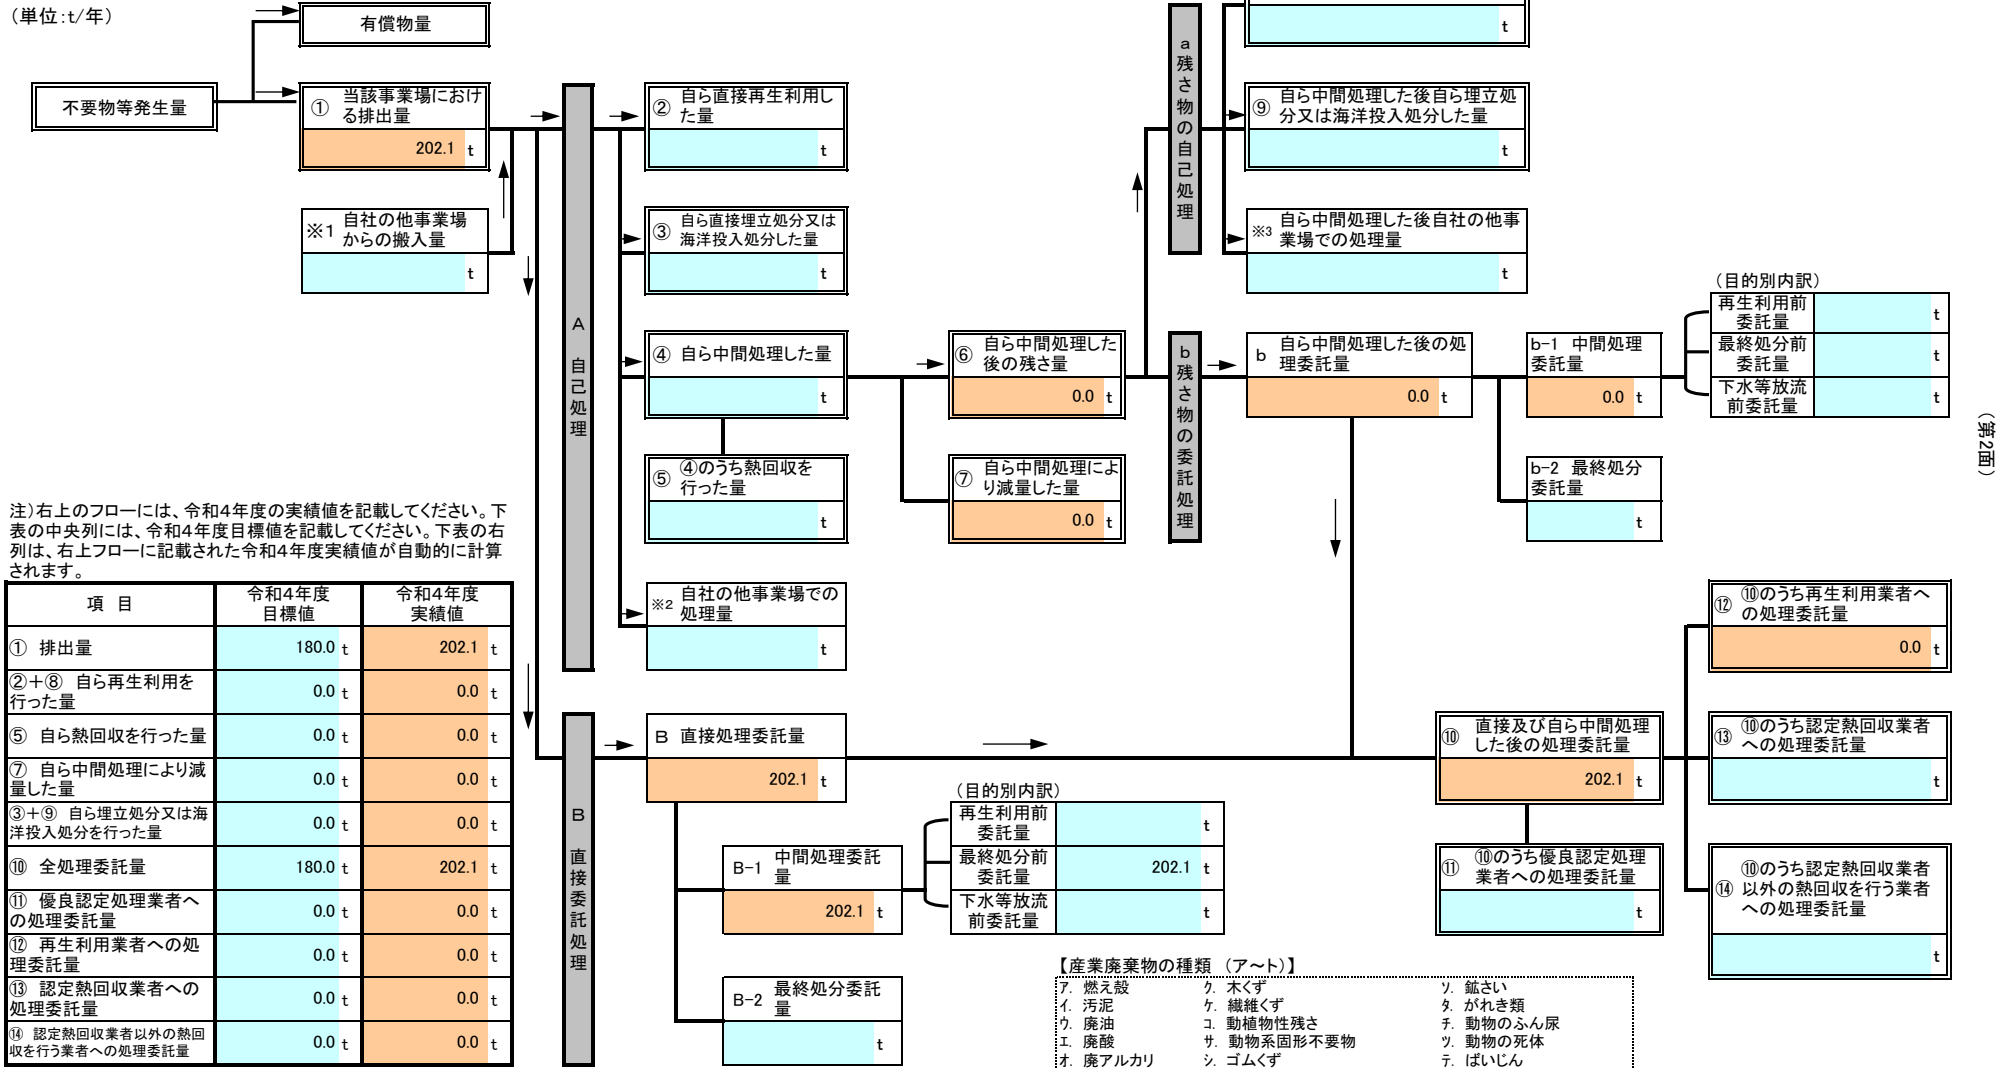 (単位:t/年)
有償物量
t
不要物等発生量
① 当該事業場におけ
る排出量
202.1 t
② 自ら直接再生利用し
た量
t
⑨ 自ら中間処理した後自ら埋立処
分又は海洋投入処分した量
t
a残さ物の自己処理
※1 自社の他事業場
からの搬入量
t
③ 自ら直接埋立処分又は
海洋投入処分した量
t
※3 自ら中間処理した後自社の他事
業場での処理量
t
A 自己処理
④ 自ら中間処理した量
t
⑥ 自ら中間処理した
後の残さ量
0.0 t
b残さ物の委託処理
b 自ら中間処理した後の処
理委託量
0.0 t
b-1 中間処理
委託量
0.0 t
(目的別内訳)
再生利用前
委託量 t
最終処分前
委託量 t
下水等放流
前委託量 t
(第2面)
⑤ ④のうち熱回収を
行った量
t
⑦ 自ら中間処理によ
り減量した量
0.0 t
b-2 最終処分
委託量
t
注)右上のフローには、令和4年度の実績値を記載してください。下
表の中央列には、令和4年度目標値を記載してください。下表の右
列は、右上フローに記載された令和4年度実績値が自動的に計算
されます。
項 目 令和4年度
目標値 令和4年度
実績値
① 排出量 180.0 t 202.1 t
②+⑧ 自ら再生利用を
行った量 0.0 t 0.0 t
⑤ 自ら熱回収を行った量 0.0 t 0.0 t
⑦ 自ら中間処理により減
量した量 0.0 t 0.0 t
③+⑨ 自ら埋立処分又は海
洋投入処分を行った量 0.0 t 0.0 t
⑩ 全処理委託量 180.0 t 202.1 t
⑪ 優良認定処理業者へ
の処理委託量 0.0 t 0.0 t
⑫ 再生利用業者への処
理委託量 0.0 t 0.0 t
⑬ 認定熱回収業者への
処理委託量 0.0 t 0.0 t
⑭ 認定熱回収業者以外の熱回
収を行う業者への処理委託量 0.0 t 0.0 t
※2 自社の他事業場での
処理量
t
B 直接委託処理
B 直接処理委託量
202.1 t
B-1 中間処理委託
量
202.1 t
(目的別内訳)
再生利用前
委託量 t
最終処分前
委託量 202.1 t
下水等放流
前委託量 t
B-2 最終処分委託
量
t
⑩ 直接及び自ら中間処理
した後の処理委託量
202.1 t
⑪ ⑩のうち優良認定処理
業者への処理委託量
t
⑫ ⑩のうち再生利用業者へ
の処理委託量
0.0 t
⑬ ⑩のうち認定熱回収業者
への処理委託量
t
⑭ ⑩のうち認定熱回収業者
以外の熱回収を行う業者
への処理委託量
t
【産業廃棄物の種類 (ア~ト)】
ア. 燃え殻 ク. 木くず ソ. 鉱さい
イ. 汚泥 ケ. 繊維くず タ. がれき類
ウ. 廃油 コ. 動植物性残さ チ. 動物のふん尿
エ. 廃酸 サ. 動物系固形不要物 ツ. 動物の死体
オ. 廃アルカリ シ. ゴムくず テ. ばいじん